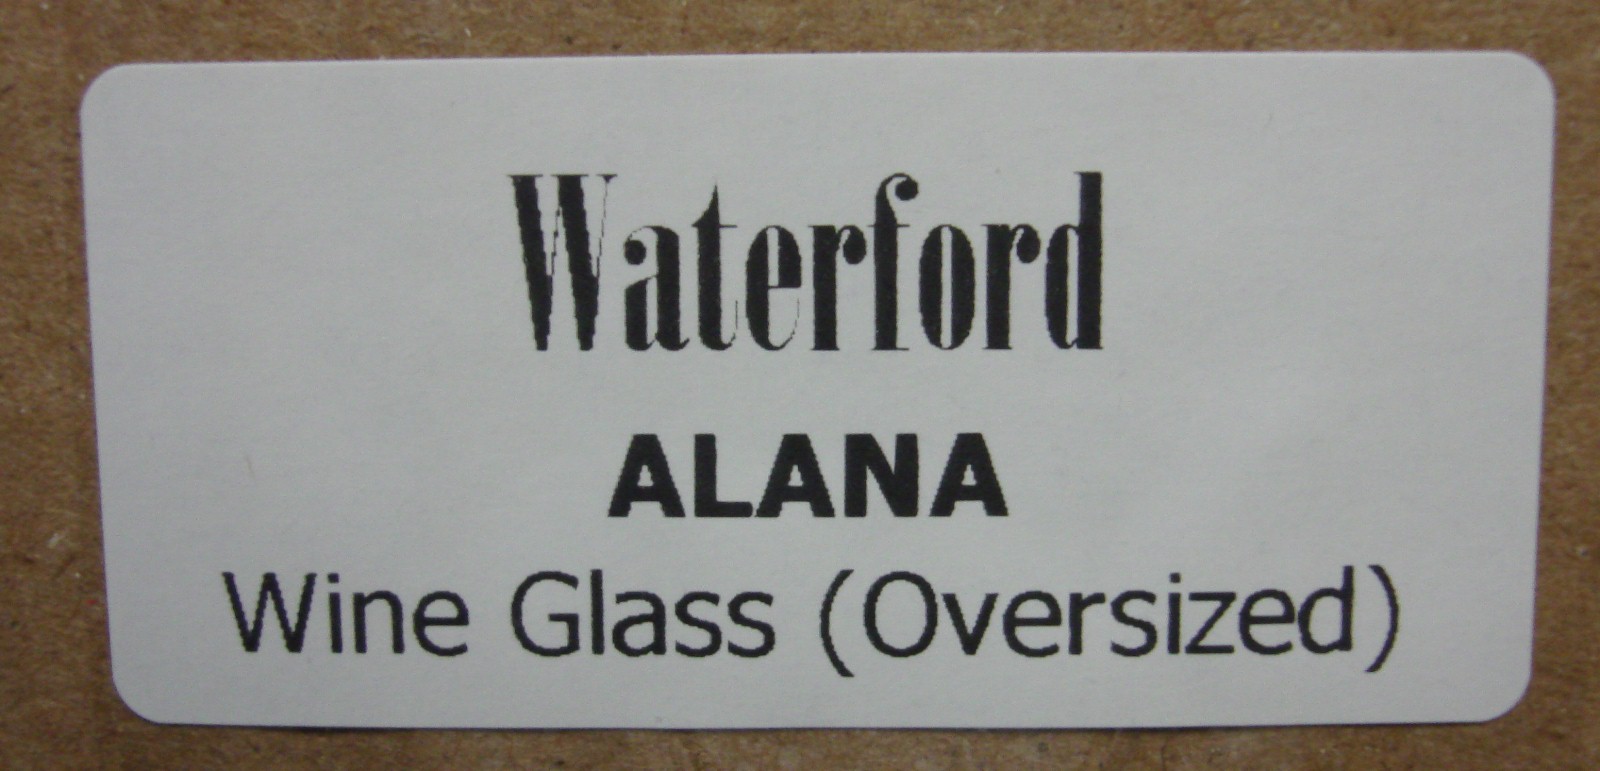 Waterford
ALANA
Wine Glass (Oversized)